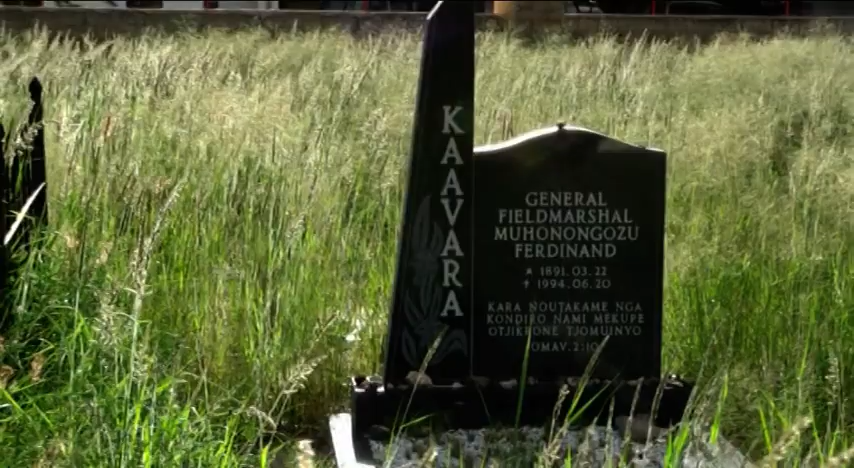 KAAVARA
GENERAL
FIELDMARSHAL
MUHONONGOZU
FERDINAND
* 1891.03.22
† 1994.06.20
KARA NOUTAKAME NGA
KONDIRO NAMI MEKUPE
OTJIKRONE TJOMUINYO
OMAV. 2:10